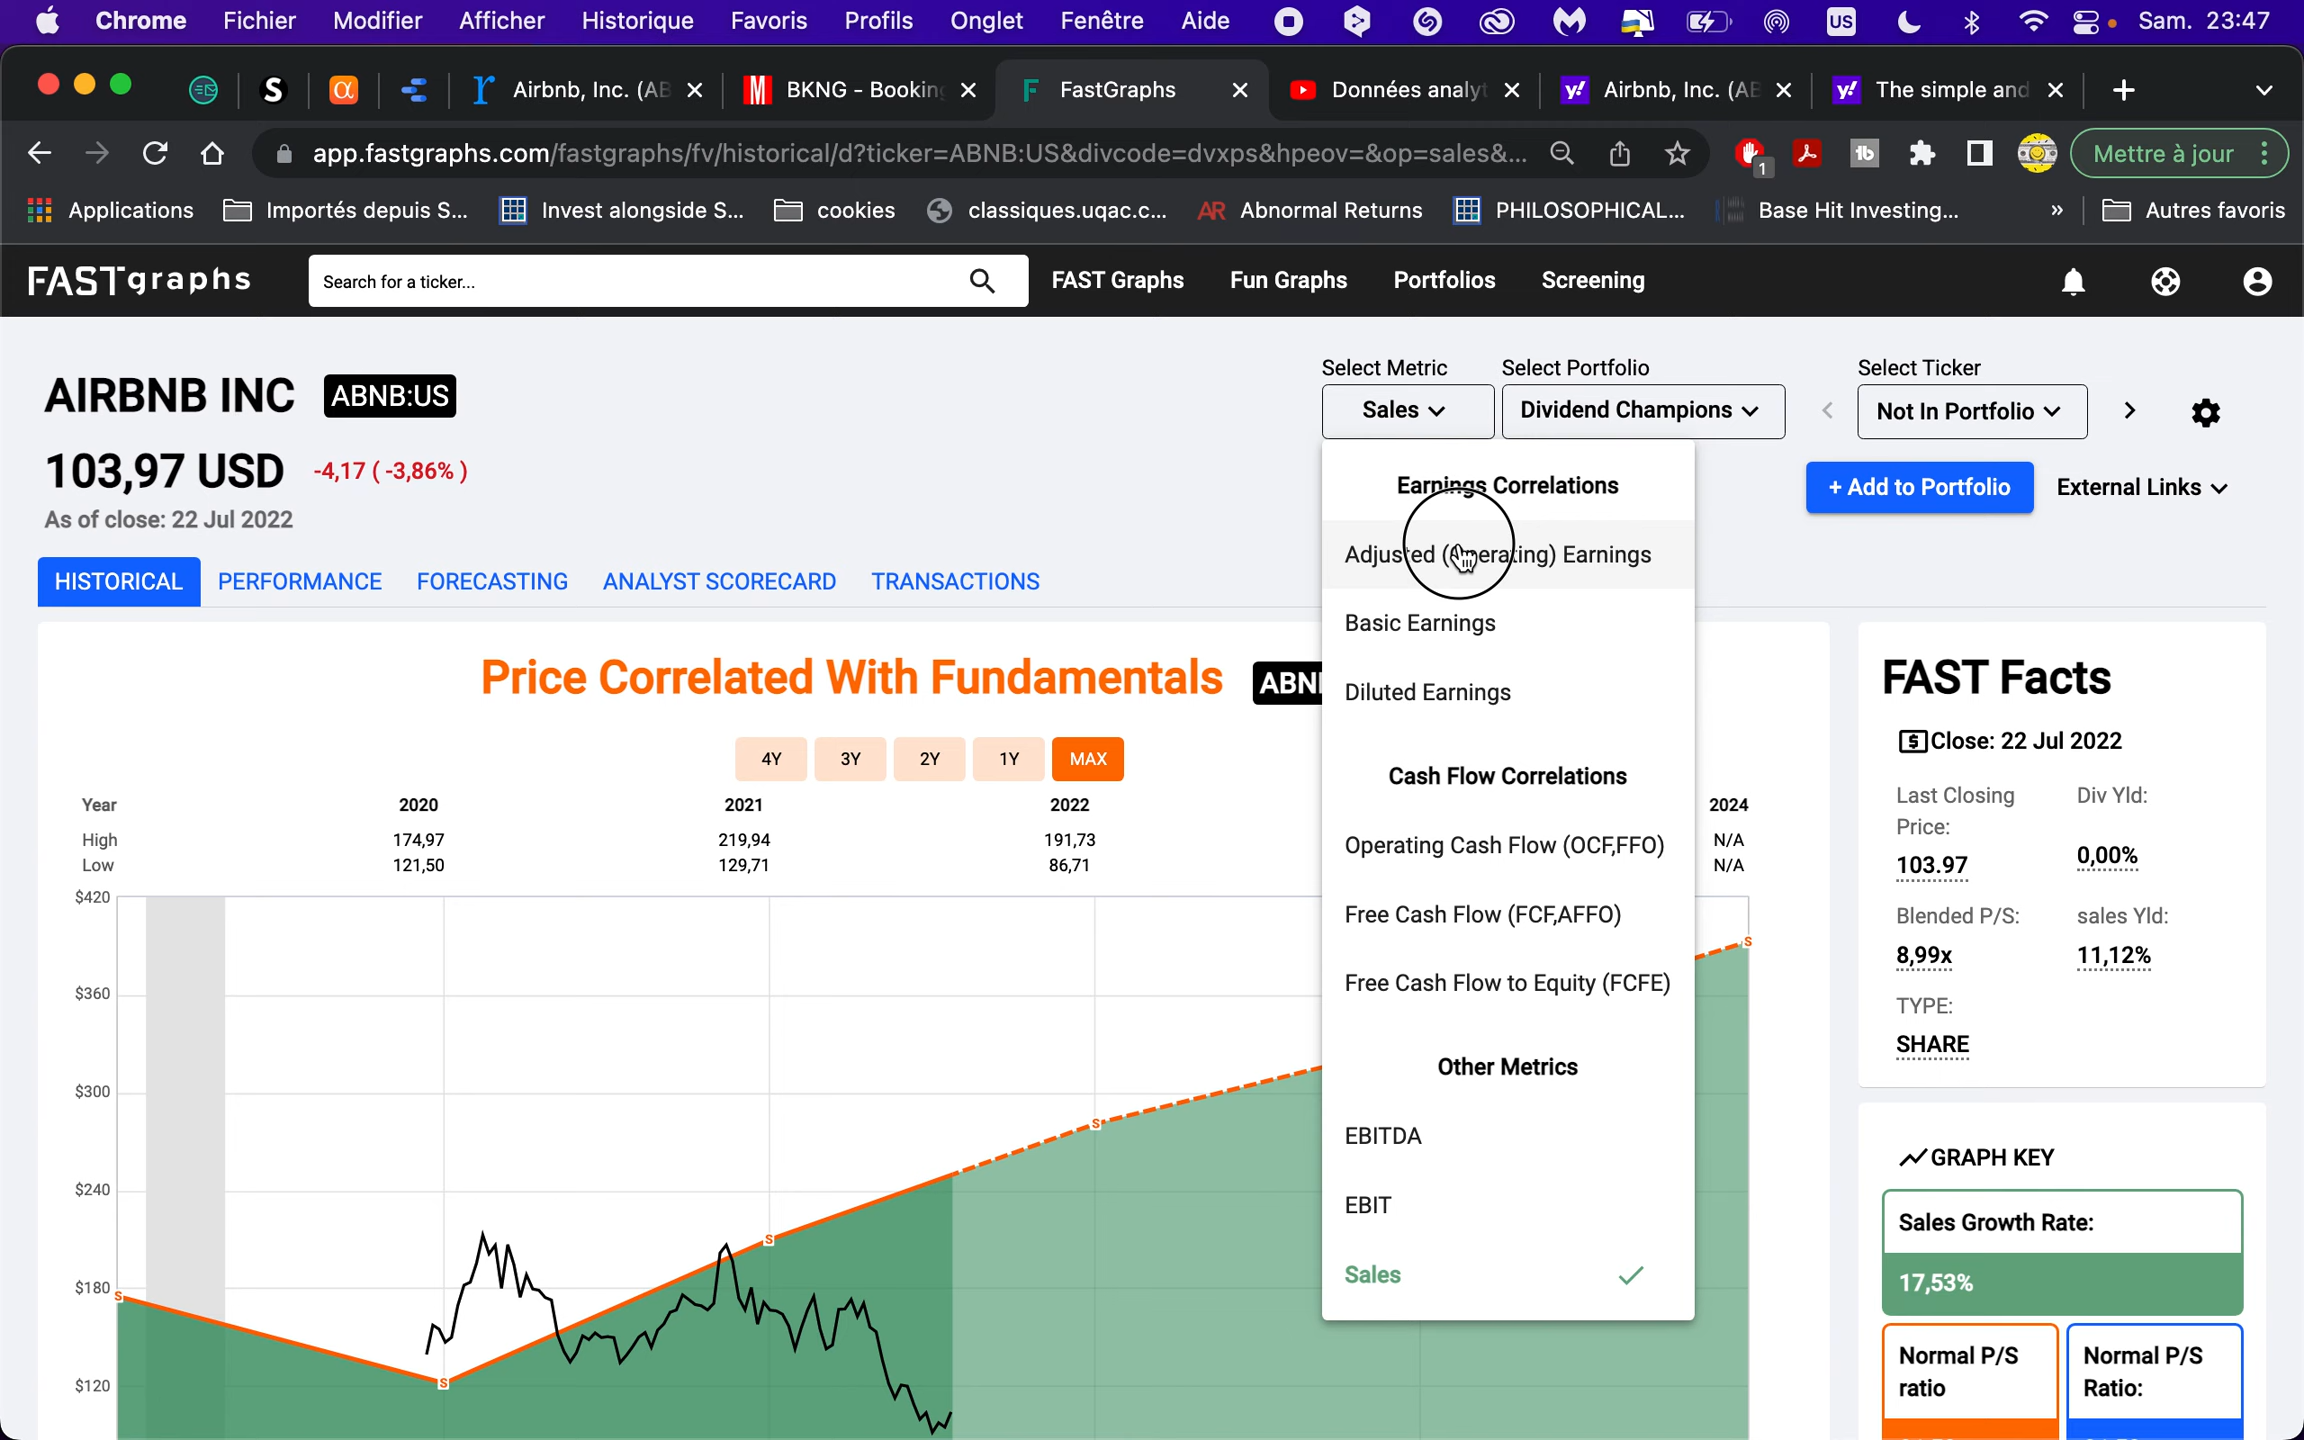 Chrome Fichier Modifier Afficher Historique Favoris Profils Onglet Fenêtre Aide US Sam. 23:47
Airbnb, Inc. (AB BKNG - Booking FastGraphs Données analyt Airbnb, Inc. (AB The simple and
app.fastgraphs.com/fastgraphs/fv/historical/d?ticker=ABNB:US&divcode=dvxps&hpeov=&op=sales&... 1 Mettre à jour
Applications Importés depuis S... Invest alongside S... cookies classiques.uqac.c... AR Abnormal Returns PHILOSOPHICAL... Base Hit Investing... » Autres favoris
FASTgraphs Search for a ticker... FAST Graphs Fun Graphs Portfolios Screening
Select Metric Select Portfolio Select Ticker
AIRBNB INC ABNB:US
Sales Dividend Champions Not In Portfolio
103,97 USD -4,17 ( -3,86% )
+ Add to Portfolio External Links
As of close: 22 Jul 2022
HISTORICAL PERFORMANCE FORECASTING ANALYST SCORECARD TRANSACTIONS
Earnings Correlations
Adjusted (Operating) Earnings
Basic Earnings
Diluted Earnings
Cash Flow Correlations
Operating Cash Flow (OCF,FFO)
Free Cash Flow (FCF,AFFO)
Free Cash Flow to Equity (FCFE)
Other Metrics
EBITDA
EBIT
Sales
Price Correlated With Fundamentals ABN
4Y 3Y 2Y 1Y MAX
Year 2020 2021 2022 2024
High 174,97 219,94 191,73 N/A
Low 121,50 129,71 86,71 N/A
$420
$360
$300
$240
$180
$120
S
S
S
S
S
FAST Facts
Close: 22 Jul 2022
Last Closing Price: Div Yld:
103.97 0,00%
Blended P/S: sales Yld:
8,99x 11,12%
TYPE:
SHARE
GRAPH KEY
Sales Growth Rate:
17,53%
Normal P/S ratio
Normal P/S Ratio: